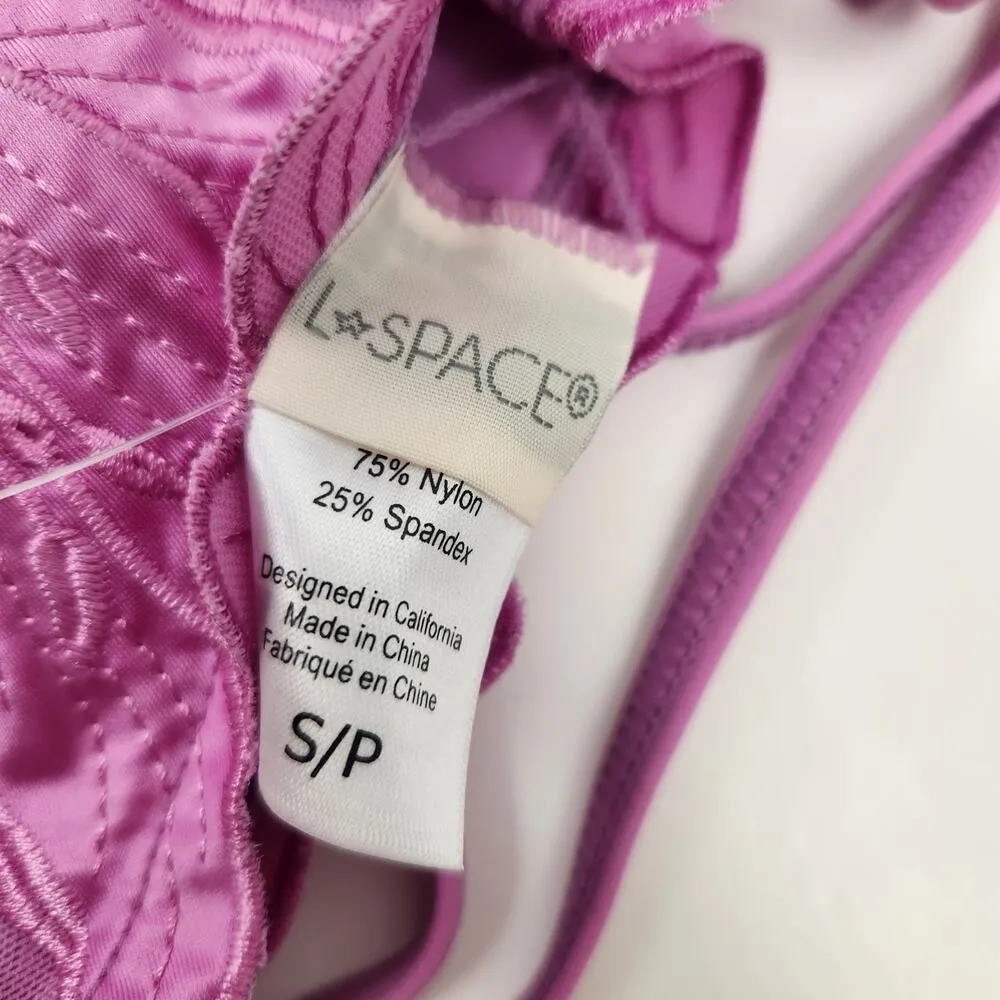 L☆SPACE®
75% Nylon
25% Spandex
Designed in California
Made in China
Fabriqué en Chine
S/P